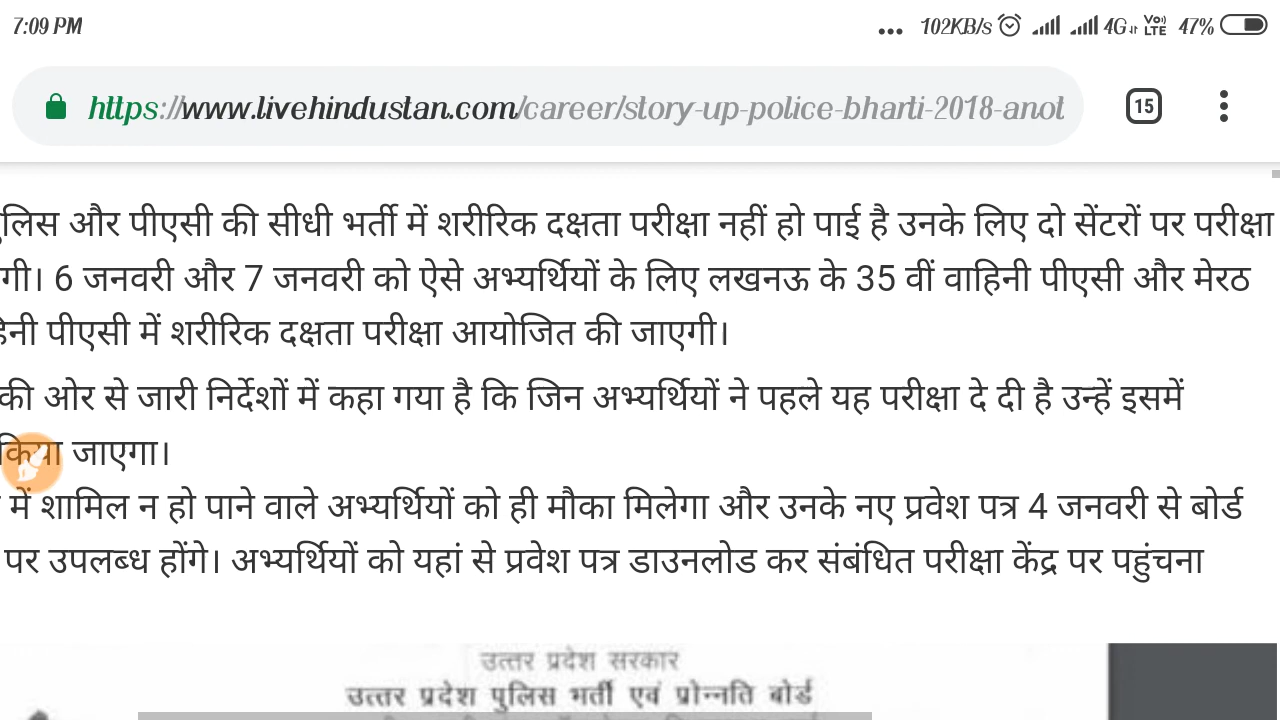 7:09 PM ... 102KB/s 4G VoLTE 47%
https://www.livehindustan.com/career/story-up-police-bharti-2018-anot 15
लिस और पीएसी की सीधी भर्ती में शरीरिक दक्षता परीक्षा नहीं हो पाई है उनके लिए दो सेंटरों पर परीक्षा
गी। 6 जनवरी और 7 जनवरी को ऐसे अभ्यर्थियों के लिए लखनऊ के 35 वीं वाहिनी पीएसी और मेरठ
हिनी पीएसी में शरीरिक दक्षता परीक्षा आयोजित की जाएगी।
की ओर से जारी निर्देशों में कहा गया है कि जिन अभ्यर्थियों ने पहले यह परीक्षा दे दी है उन्हें इसमें
किया जाएगा।
में शामिल न हो पाने वाले अभ्यर्थियों को ही मौका मिलेगा और उनके नए प्रवेश पत्र 4 जनवरी से बोर्ड
पर उपलब्ध होंगे। अभ्यर्थियों को यहां से प्रवेश पत्र डाउनलोड कर संबंधित परीक्षा केंद्र पर पहुंचना
उत्तर प्रदेश सरकार
उत्तर प्रदेश पुलिस भर्ती एवं प्रोन्नति बोर्ड